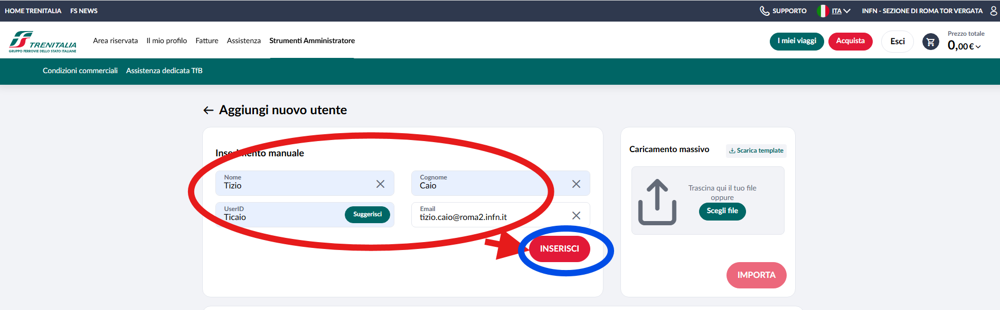 HOME TRENITALIA FS NEWS SUPPORTO ITA INFN - SEZIONE DI ROMA TOR VERGATA
TRENITALIA
GRUPPO FERROVIE DELLO STATO ITALIANE
Area riservata Il mio profilo Fatture Assistenza Strumenti Amministratore I miei viaggi Acquista Esci
Prezzo totale
0,00 €
Condizioni commerciali Assistenza dedicata TfB
Aggiungi nuovo utente
Inserimento manuale
Nome
Tizio
Cognome
Caio
UserID
Ticaio
Suggerisci
Email
tizio.caio@roma2.infn.it
INSERISCI
Caricamento massivo
Scarica template
Trascina qui il tuo file
oppure
Scegli file
IMPORTA